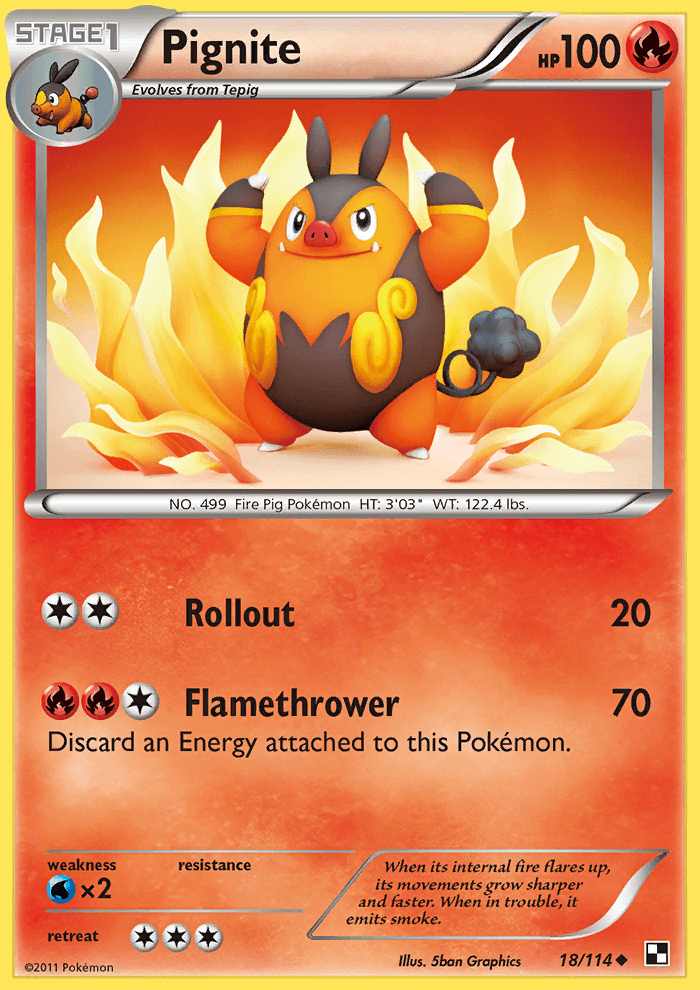 STAGE1
Pignite
HP100
Evolves from Tepig
NO. 499 Fire Pig Pokémon HT: 3'03" WT: 122.4 lbs.
Rollout 20
Flamethrower 70
Discard an Energy attached to this Pokémon.
weakness resistance
×2
retreat
When its internal fire flares up,
its movements grow sharper
and faster. When in trouble, it
emits smoke.
©2011 Pokémon
Illus. 5ban Graphics
18/114